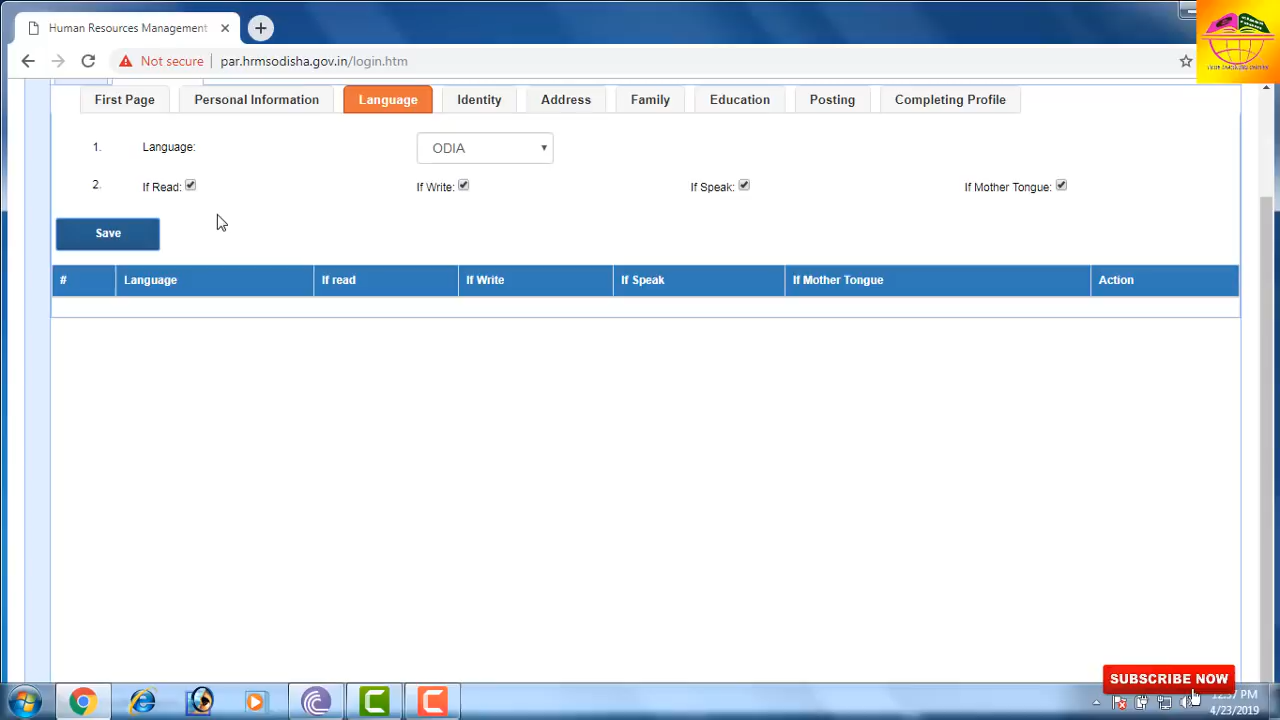 Human Resources Management
Not secure par.hrmsodisha.gov.in/login.htm
First Page Personal Information Language Identity Address Family Education Posting Completing Profile
1. Language: ODIA
2. If Read: If Write: If Speak: If Mother Tongue:
Save
# Language If read If Write If Speak If Mother Tongue Action
SUBSCRIBE NOW
12:57 PM
4/23/2019